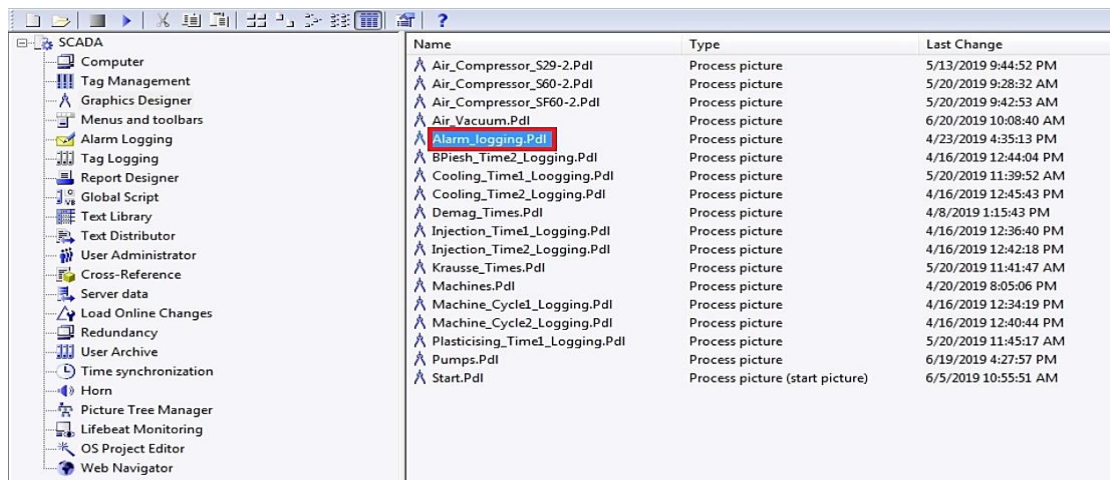 SCADA
Computer
Tag Management
Graphics Designer
Menus and toolbars
Alarm Logging
Tag Logging
Report Designer
Global Script
Text Library
Text Distributor
User Administrator
Cross-Reference
Server data
Load Online Changes
Redundancy
User Archive
Time synchronization
Horn
Picture Tree Manager
Lifebeat Monitoring
OS Project Editor
Web Navigator
Name Type Last Change
Air_Compressor_S29-2.Pdl Process picture 5/13/2019 9:44:52 PM
Air_Compressor_S60-2.Pdl Process picture 5/20/2019 9:28:32 AM
Air_Compressor_SF60-2.Pdl Process picture 5/20/2019 9:42:53 AM
Air_Vacuum.Pdl Process picture 6/20/2019 10:08:40 AM
Alarm_logging.Pdl Process picture 4/23/2019 4:35:13 PM
BPiesh_Time2_Logging.Pdl Process picture 4/16/2019 12:44:04 PM
Cooling_Time1_Loogging.Pdl Process picture 5/20/2019 11:39:52 AM
Cooling_Time2_Logging.Pdl Process picture 4/16/2019 12:45:43 PM
Demag_Times.Pdl Process picture 4/8/2019 1:15:43 PM
Injection_Time1_Logging.Pdl Process picture 4/16/2019 12:36:40 PM
Injection_Time2_Logging.Pdl Process picture 4/16/2019 12:42:18 PM
Krausse_Times.Pdl Process picture 5/20/2019 11:41:47 AM
Machines.Pdl Process picture 4/20/2019 8:05:06 PM
Machine_Cycle1_Logging.Pdl Process picture 4/16/2019 12:34:19 PM
Machine_Cycle2_Logging.Pdl Process picture 4/16/2019 12:40:44 PM
Plasticising_Time1_Logging.Pdl Process picture 5/20/2019 11:45:17 AM
Pumps.Pdl Process picture 6/19/2019 4:27:57 PM
Start.Pdl Process picture (start picture) 6/5/2019 10:55:51 AM